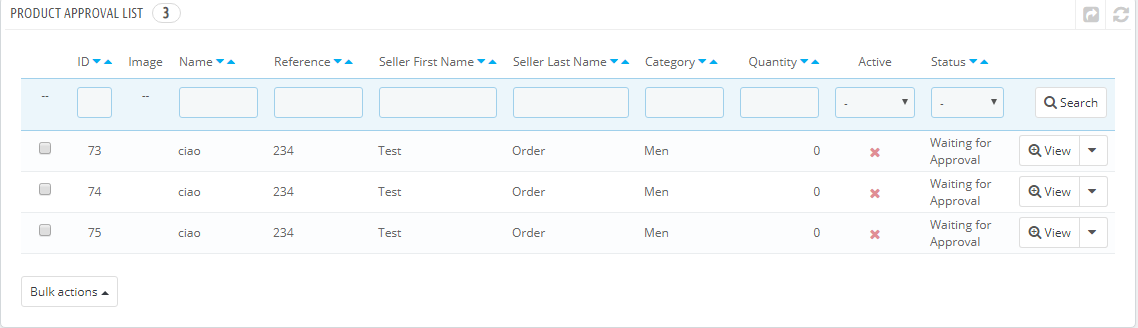 PRODUCT APPROVAL LIST 3
ID Image Name Reference Seller First Name Seller Last Name Category Quantity Active Status
-- -- - - Search
73 ciao 234 Test Order Men 0 Waiting for Approval View
74 ciao 234 Test Order Men 0 Waiting for Approval View
75 ciao 234 Test Order Men 0 Waiting for Approval View
Bulk actions